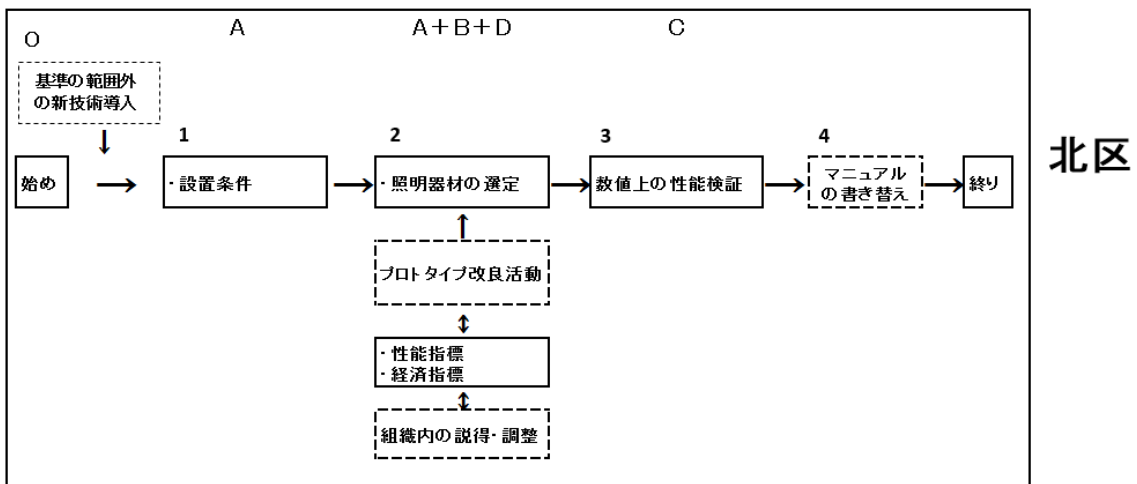 O
A
A+B+D
C
基準の範囲外
の新技術導入
↓
1
2
3
4
始め
→
・設置条件
→
・照明器材の選定
→
数値上の性能検証
→
マニュアル
の書き替え
→
終り
↑
プロトタイプ改良活動
↕
・性能指標
・経済指標
↕
組織内の説得・調整
北区